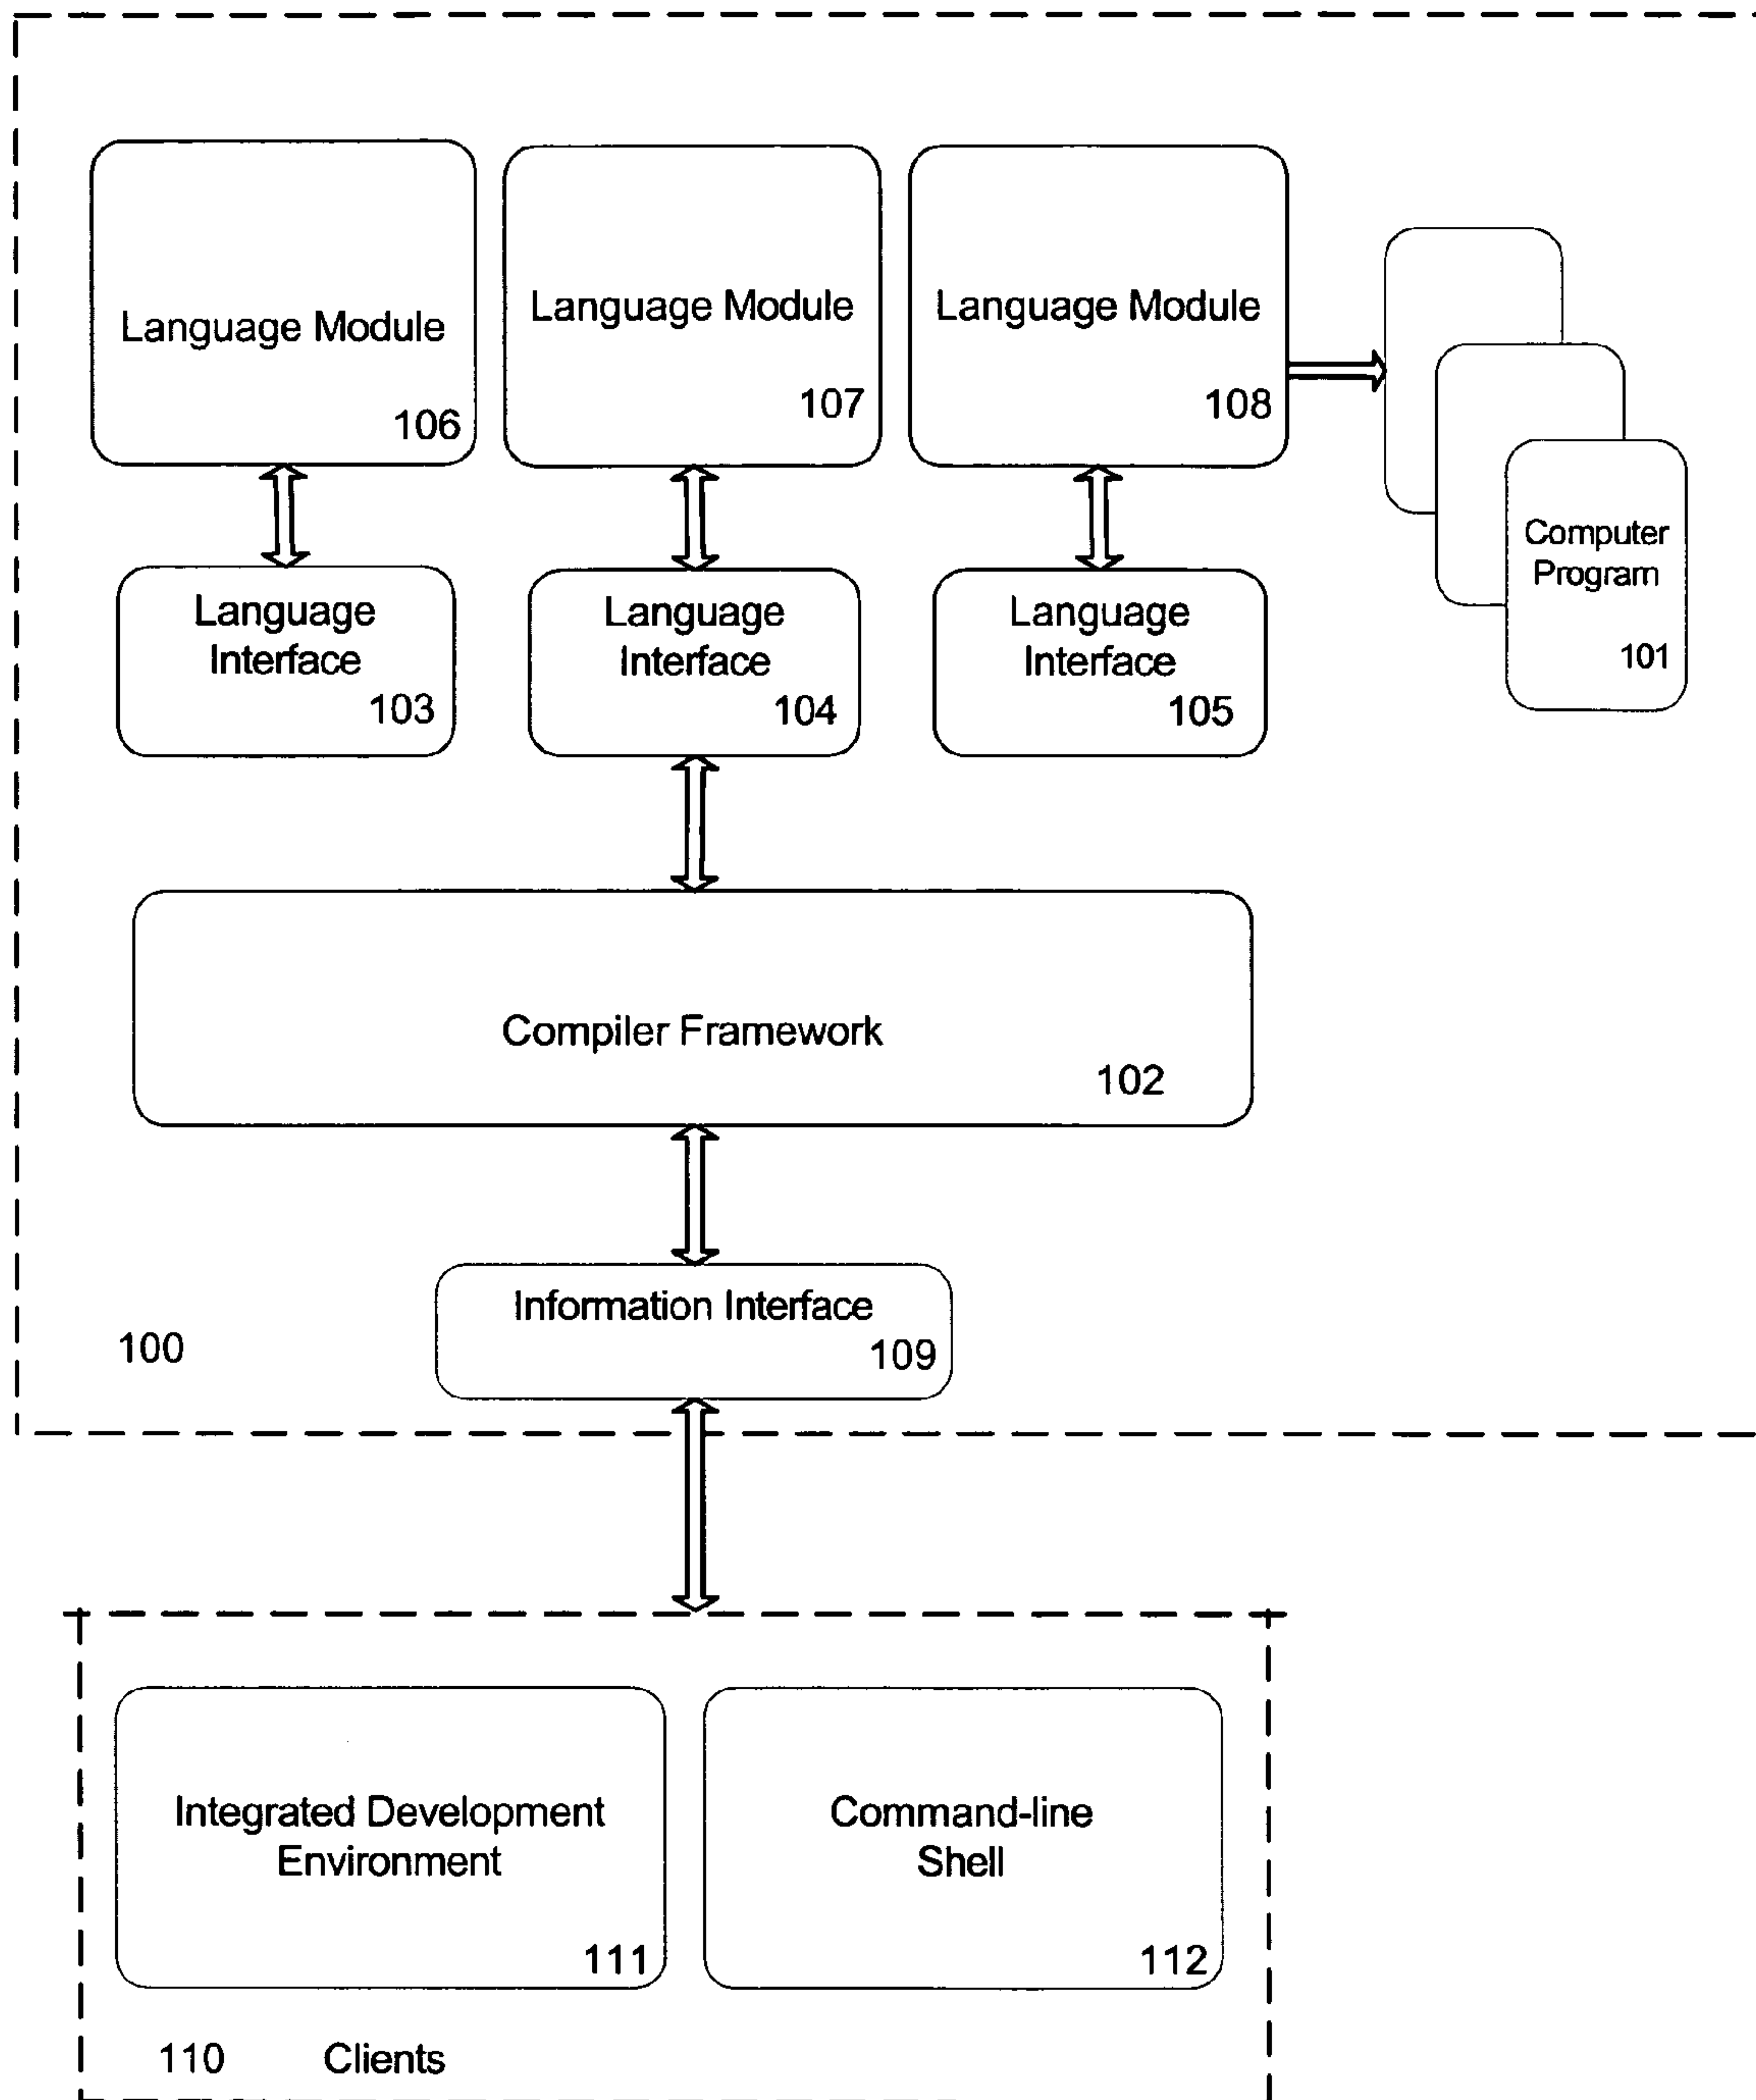 Language Module
106
Language Module
107
Language Module
108
Computer
Program
101
Language
Interface
103
Language
Interface
104
Language
Interface
105
Compiler Framework
102
Information Interface
109
100
Integrated Development
Environment
111
Command-line
Shell
112
110 Clients